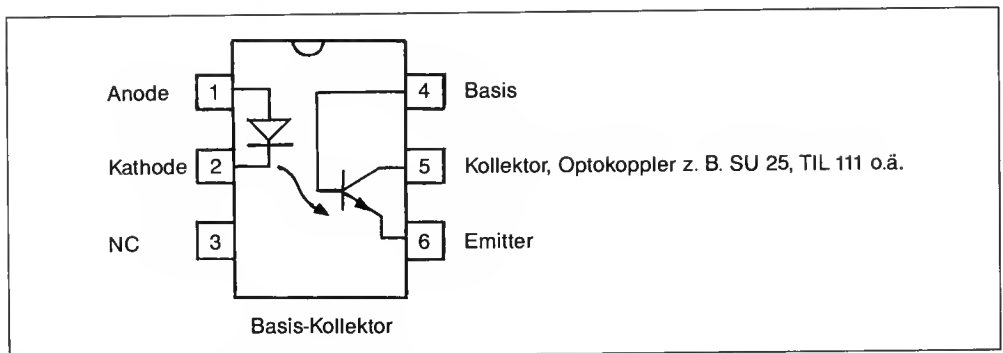 Anode 1 4 Basis
Kathode 2 5 Kollektor, Optokoppler z. B. SU 25, TIL 111 o.ä.
NC 3 6 Emitter
Basis-Kollektor